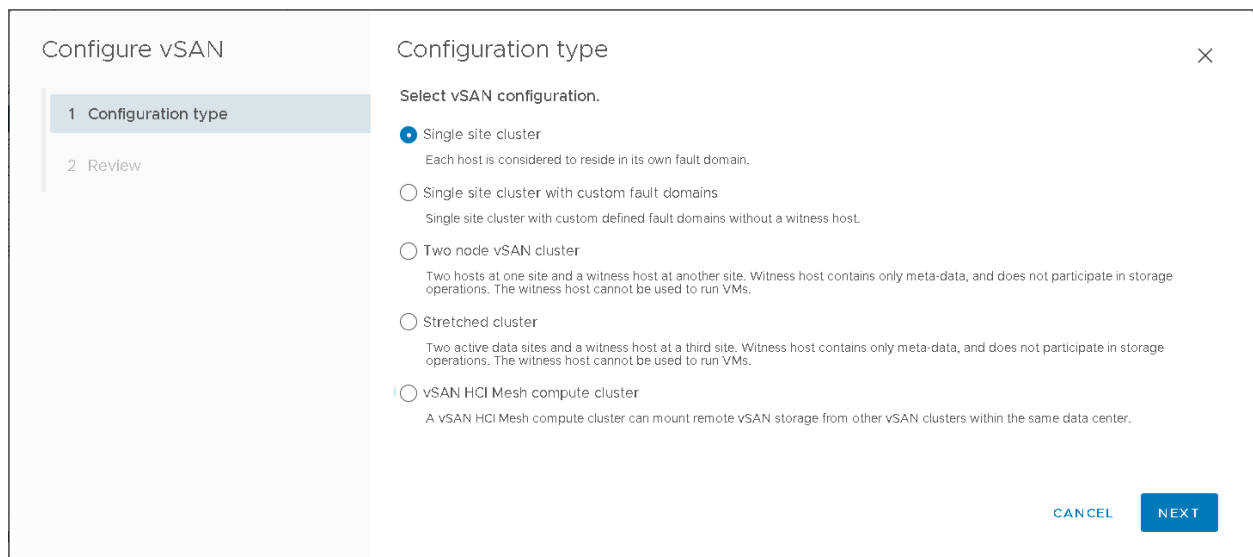 Configure vSAN
1 Configuration type
2 Review
Configuration type
Select vSAN configuration.
Single site cluster
Each host is considered to reside in its own fault domain.
Single site cluster with custom fault domains
Single site cluster with custom defined fault domains without a witness host.
Two node vSAN cluster
Two hosts at one site and a witness host at another site. Witness host contains only meta-data, and does not participate in storage
operations. The witness host cannot be used to run VMs.
Stretched cluster
Two active data sites and a witness host at a third site. Witness host contains only meta-data, and does not participate in storage
operations. The witness host cannot be used to run VMs.
vSAN HCI Mesh compute cluster
A vSAN HCI Mesh compute cluster can mount remote vSAN storage from other vSAN clusters within the same data center.
CANCEL
NEXT